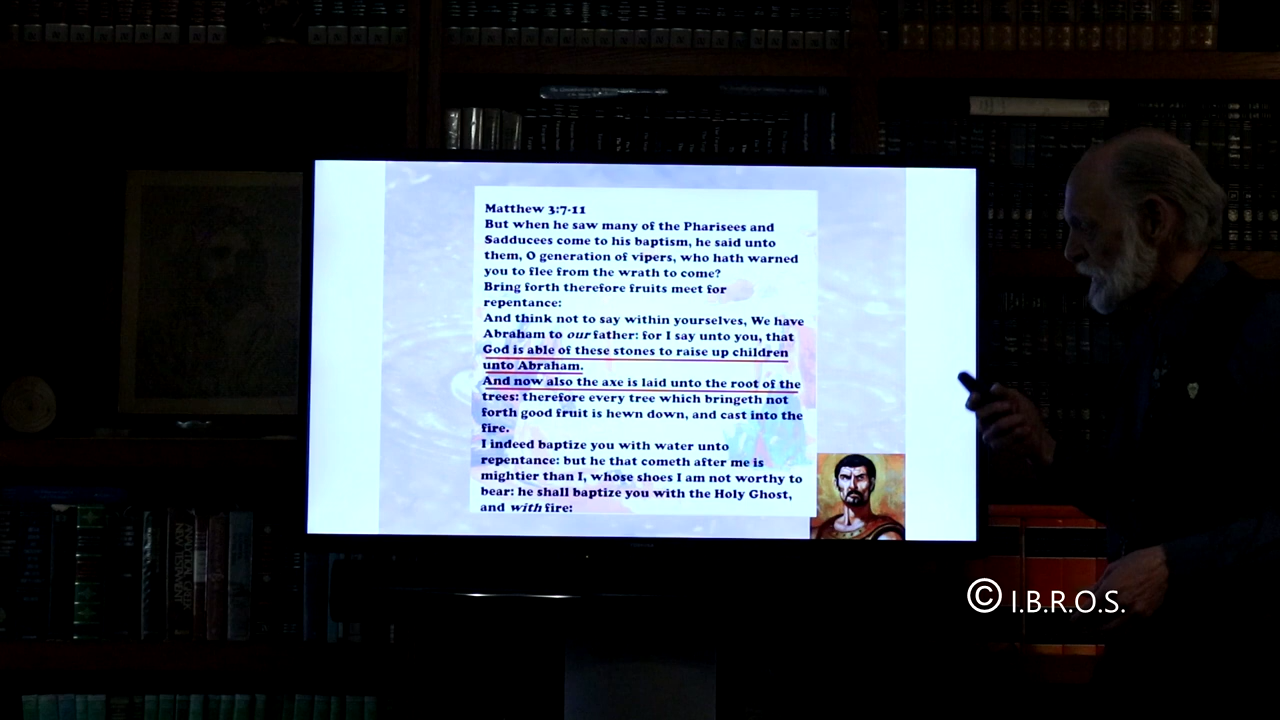 Matthew 3:7-11
But when he saw many of the Pharisees and
Sadducees come to his baptism, he said unto
them, O generation of vipers, who hath warned
you to flee from the wrath to come?
Bring forth therefore fruits meet for
repentance:
And think not to say within yourselves, We have
Abraham to our father: for I say unto you, that
God is able of these stones to raise up children
unto Abraham.
And now also the axe is laid unto the root of the
trees: therefore every tree which bringeth not
forth good fruit is hewn down, and cast into the
fire.
I indeed baptize you with water unto
repentance: but he that cometh after me is
mightier than I, whose shoes I am not worthy to
bear: he shall baptize you with the Holy Ghost,
and with fire:
© I.B.R.O.S.